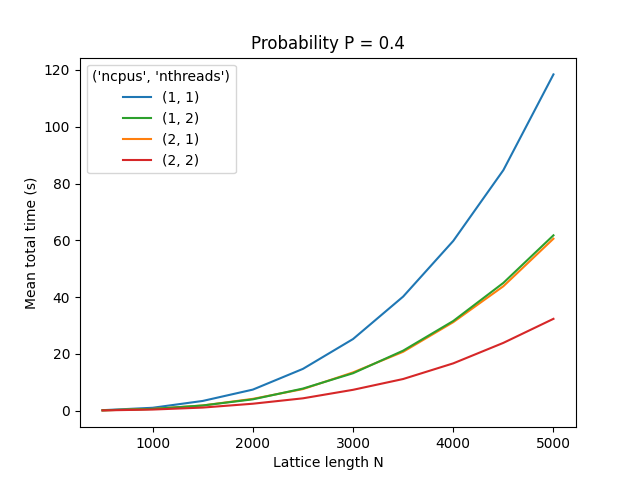 Probability P = 0.4
('ncpus', 'nthreads')
(1, 1)
(1, 2)
(2, 1)
(2, 2)
Mean total time (s)
120
100
80
60
40
20
0
1000 2000 3000 4000 5000
Lattice length N